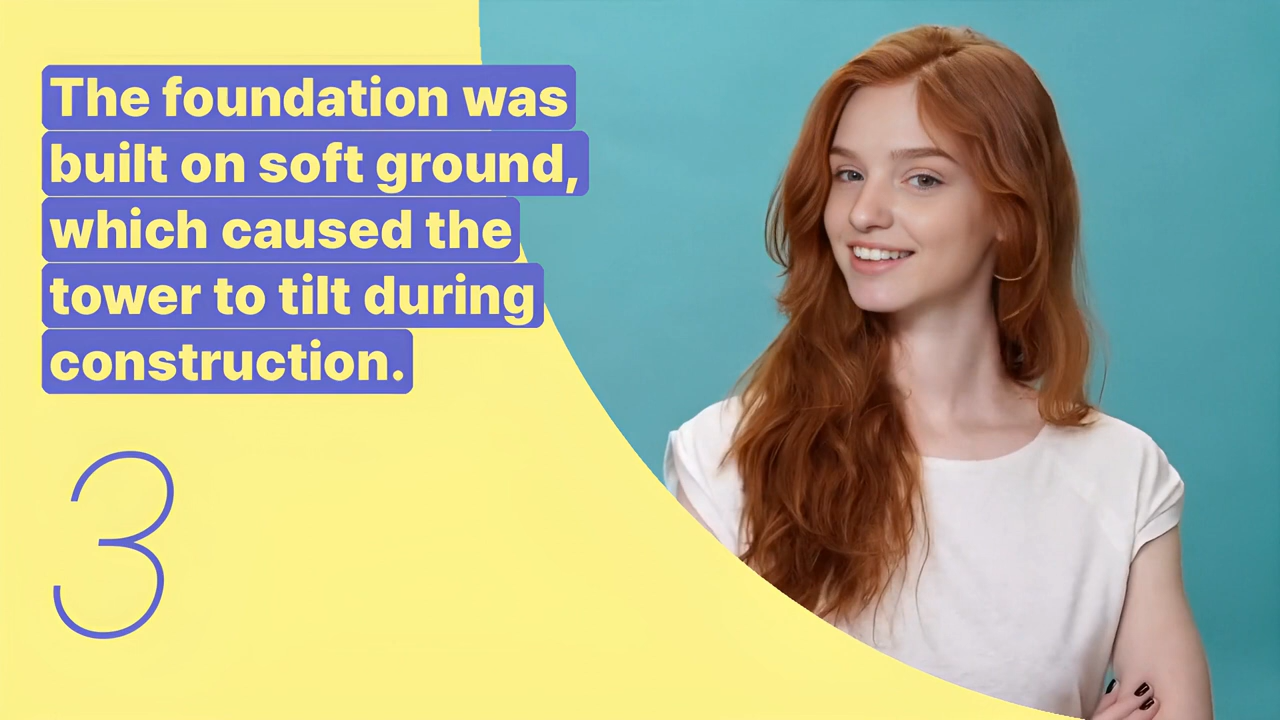 The foundation was
built on soft ground,
which caused the
tower to tilt during
construction.
3